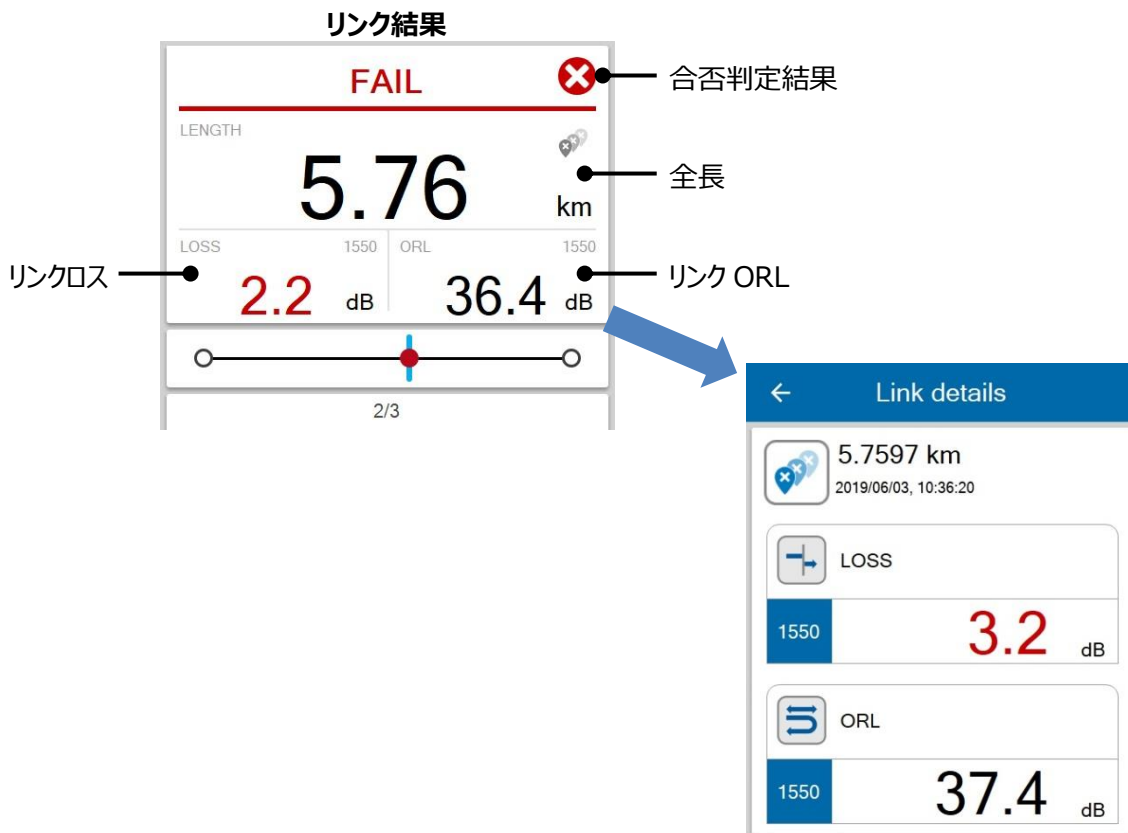 リンク結果
FAIL
合否判定結果
LENGTH
5.76 km
全長
LOSS 1550 ORL 1550
リンクロス
2.2 dB 36.4 dB
リンク ORL
2/3
Link details
5.7597 km
2019/06/03, 10:36:20
LOSS
1550 3.2 dB
ORL
1550 37.4 dB